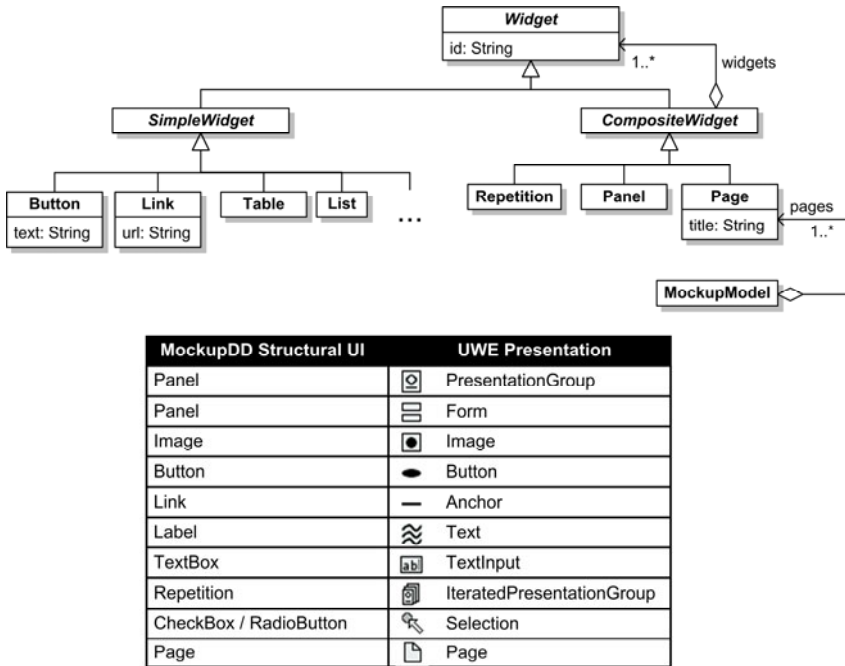 Widget
id: String
1..*
widgets
SimpleWidget
CompositeWidget
Button
text: String
Link
url: String
Table
List
...
Repetition
Panel
Page
title: String
pages
1..*
MockupModel
MockupDD Structural UI UWE Presentation
Panel PresentationGroup
Panel Form
Image Image
Button Button
Link Anchor
Label Text
TextBox ab TextInput
Repetition IteratedPresentationGroup
CheckBox / RadioButton Selection
Page Page